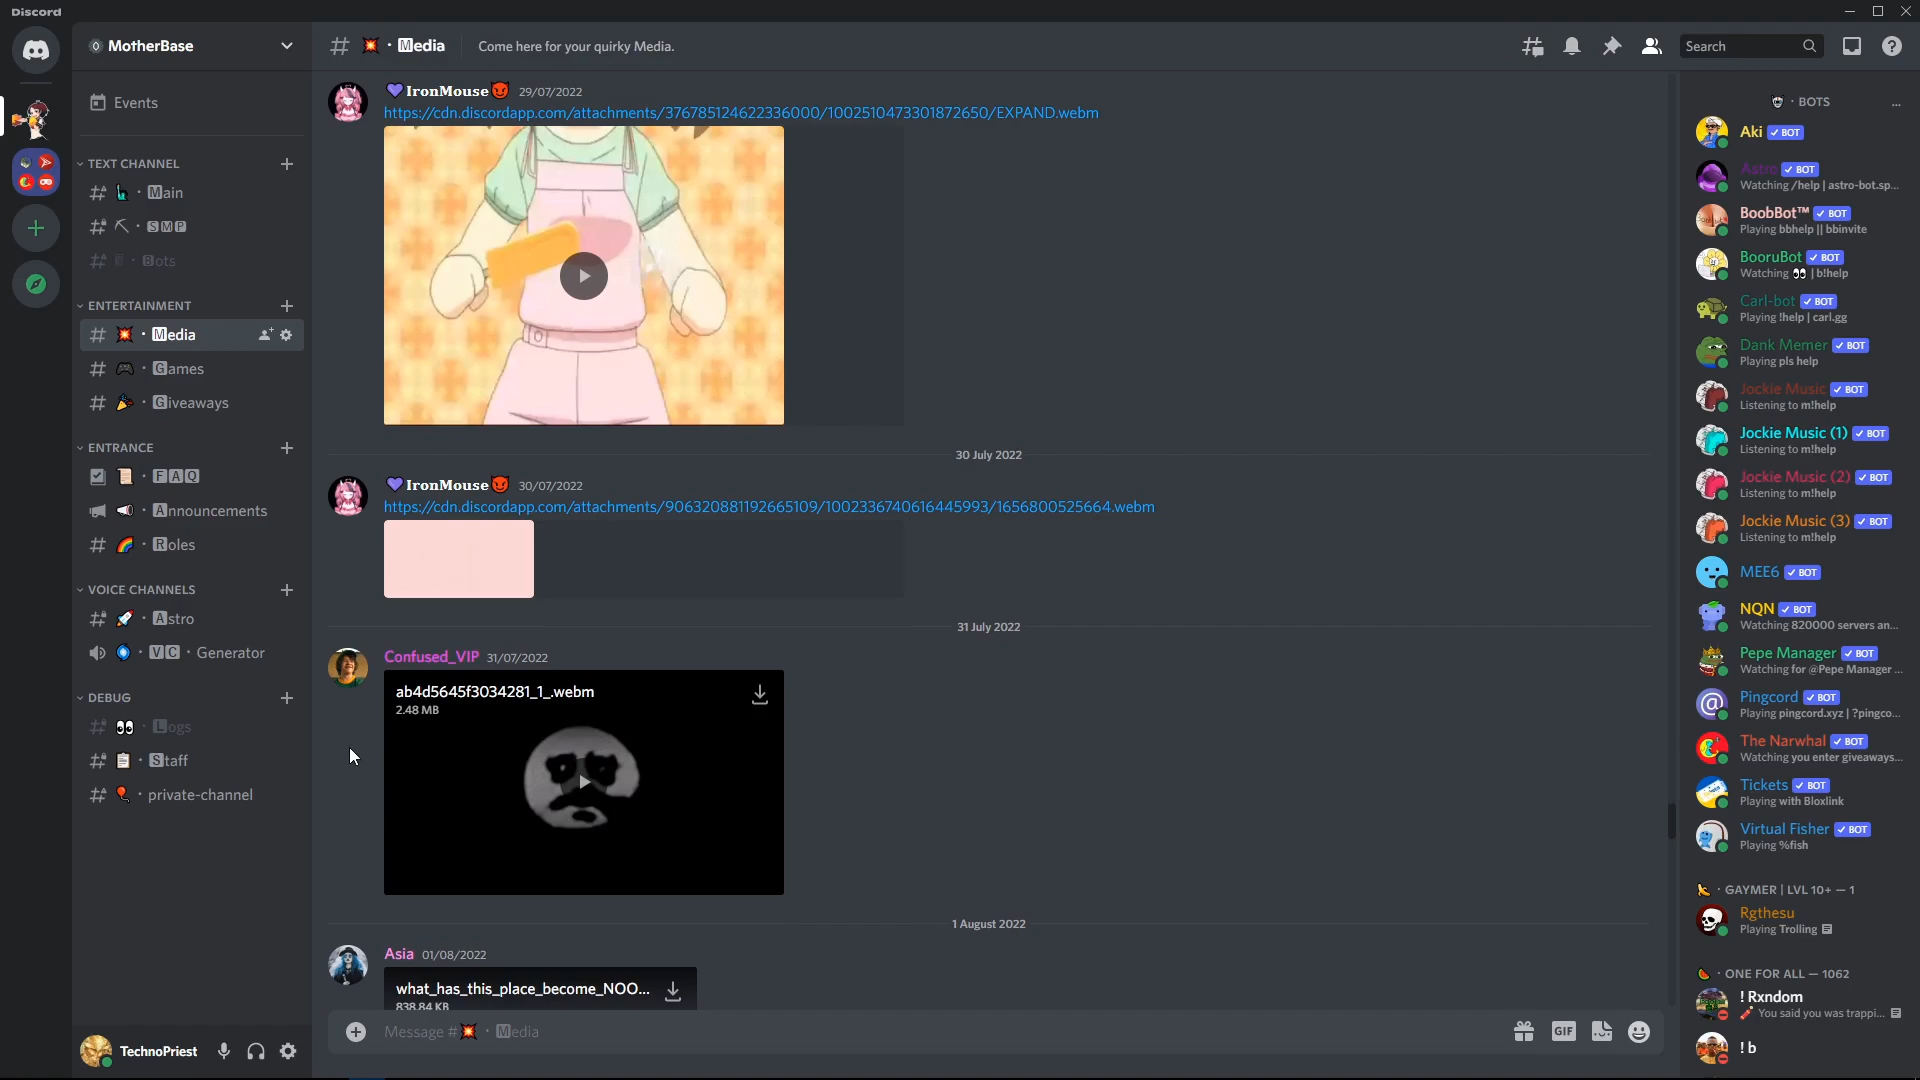 Discord
MotherBase
Events
TEXT CHANNEL
Main
SMP
Bots
ENTERTAINMENT
Media
Games
Giveaways
ENTRANCE
FAQ
Announcements
Roles
VOICE CHANNELS
Astro
VC · Generator
DEBUG
Logs
Staff
private-channel
TechnoPriest
# 💥 · Media
Come here for your quirky Media.
Search
💜IronMouse😈 29/07/2022
https://cdn.discordapp.com/attachments/376785124622336000/1002510473301872650/EXPAND.webm
30 July 2022
💜IronMouse😈 30/07/2022
https://cdn.discordapp.com/attachments/906320881192665109/1002336740616445993/1656800525664.webm
31 July 2022
Confused_VIP 31/07/2022
ab4d5645f3034281_1_.webm
2.48 MB
1 August 2022
Asia 01/08/2022
what_has_this_place_become_NOO...
838.84 KB
Message #💥 · Media
GIF
· BOTS ...
Aki ✓ BOT
Astro ✓ BOT
Watching /help | astro-bot.sp...
BoobBot™ ✓ BOT
Playing bbhelp || bbinvite
BooruBot ✓ BOT
Watching 👀 | b!help
Carl-bot ✓ BOT
Playing !help | carl.gg
Dank Memer ✓ BOT
Playing pls help
Jockie Music ✓ BOT
Listening to m!help
Jockie Music (1) ✓ BOT
Listening to m!help
Jockie Music (2) ✓ BOT
Listening to m!help
Jockie Music (3) ✓ BOT
Listening to m!help
MEE6 ✓ BOT
NQN ✓ BOT
Watching 820000 servers an...
Pepe Manager ✓ BOT
Watching for @Pepe Manager ...
Pingcord ✓ BOT
Playing pingcord.xyz | ?pingco...
The Narwhal ✓ BOT
Watching you enter giveaways...
Tickets ✓ BOT
Playing with Bloxlink
Virtual Fisher ✓ BOT
Playing %fish
· GAYMER | LVL 10+ — 1
Rgthesu
Playing Trolling
· ONE FOR ALL — 1062
! Rxndom
You said you was trappi...
! b